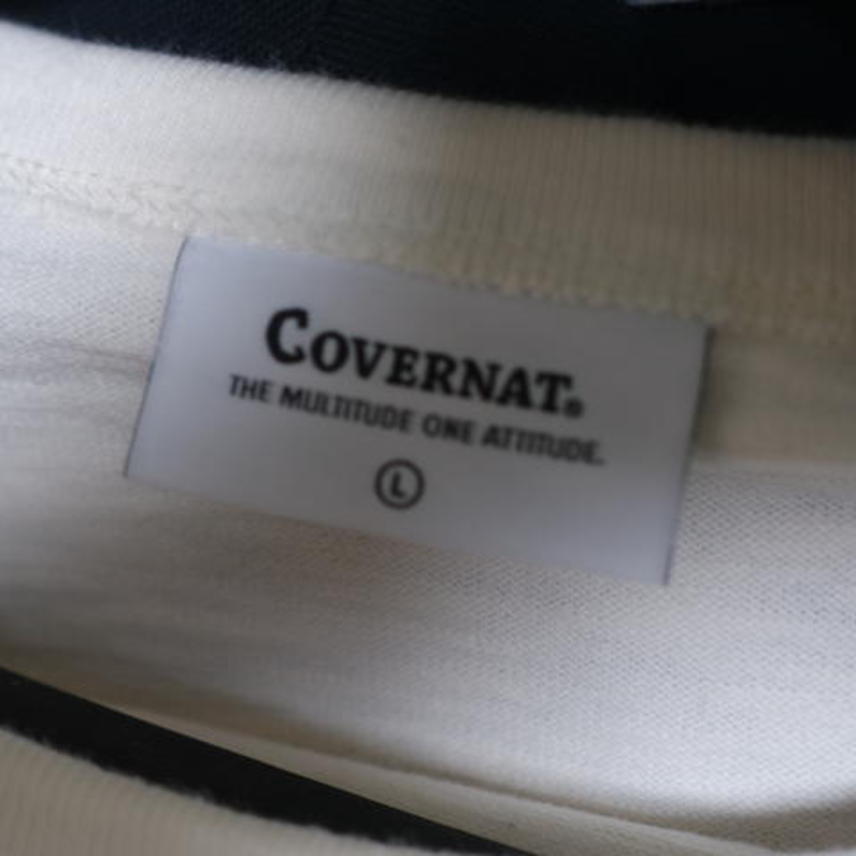 COVERNAT®
THE MULTITUDE ONE ATTITUDE.
L